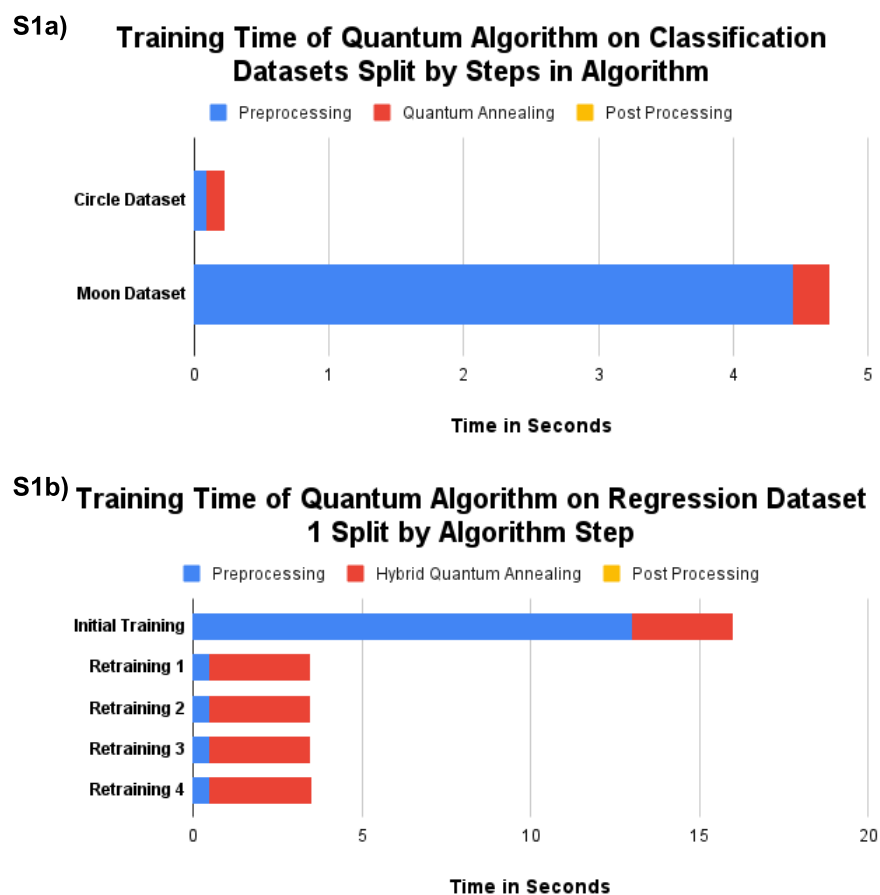 S1a)
Training Time of Quantum Algorithm on Classification
Datasets Split by Steps in Algorithm
Preprocessing Quantum Annealing Post Processing
Circle Dataset
Moon Dataset
0 1 2 3 4 5
Time in Seconds
S1b)
Training Time of Quantum Algorithm on Regression Dataset
1 Split by Algorithm Step
Preprocessing Hybrid Quantum Annealing Post Processing
Initial Training
Retraining 1
Retraining 2
Retraining 3
Retraining 4
0 5 10 15 20
Time in Seconds